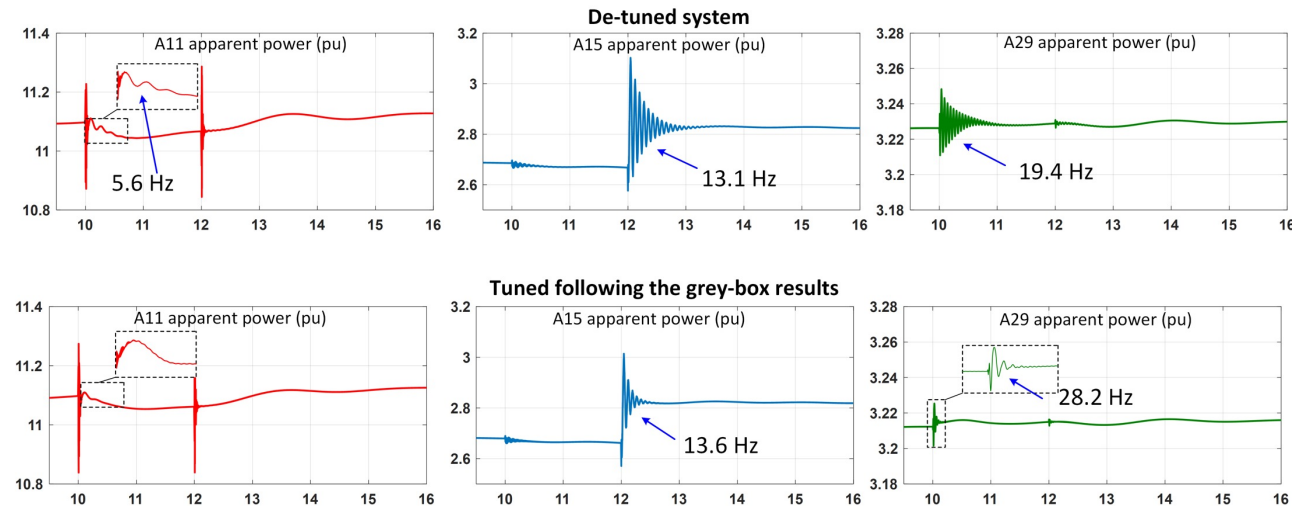 De-tuned system
A11 apparent power (pu)
11.4
11.2
11
10.8
5.6 Hz
10 11 12 13 14 15 16
A15 apparent power (pu)
3.2
3
2.8
2.6
13.1 Hz
10 11 12 13 14 15 16
A29 apparent power (pu)
3.28
3.26
3.24
3.22
3.2
3.18
19.4 Hz
10 11 12 13 14 15 16
Tuned following the grey-box results
A11 apparent power (pu)
11.4
11.2
11
10.8
10 11 12 13 14 15 16
A15 apparent power (pu)
3.2
3
2.8
2.6
13.6 Hz
10 11 12 13 14 15 16
A29 apparent power (pu)
3.28
3.26
3.24
3.22
3.2
3.18
28.2 Hz
10 11 12 13 14 15 16